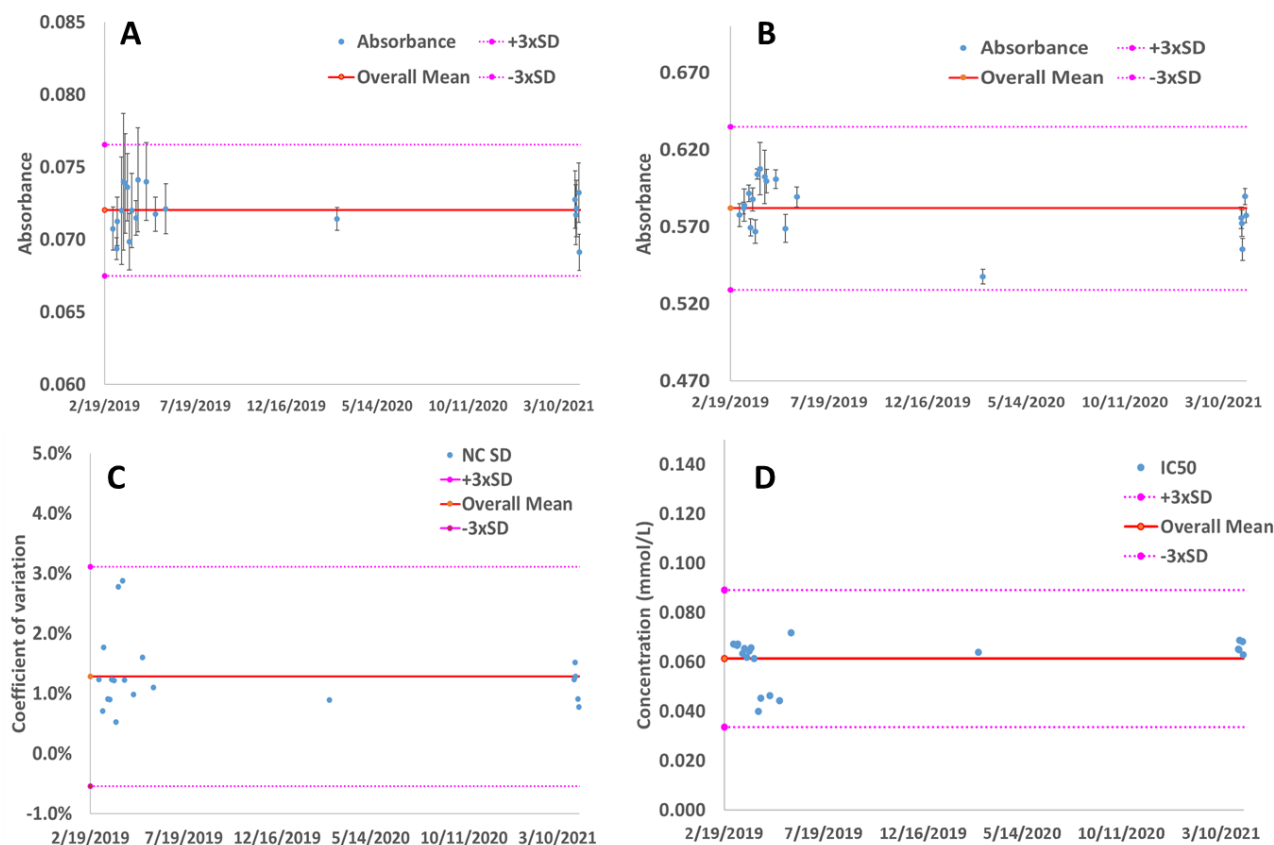 A
Absorbance
+3xSD
Overall Mean
-3xSD
Absorbance
0.085
0.080
0.075
0.070
0.065
0.060
2/19/2019 7/19/2019 12/16/2019 5/14/2020 10/11/2020 3/10/2021
B
Absorbance
+3xSD
Overall Mean
-3xSD
Absorbance
0.670
0.620
0.570
0.520
0.470
2/19/2019 7/19/2019 12/16/2019 5/14/2020 10/11/2020 3/10/2021
C
NC SD
+3xSD
Overall Mean
-3xSD
Coefficient of variation
5.0%
4.0%
3.0%
2.0%
1.0%
0.0%
-1.0%
2/19/2019 7/19/2019 12/16/2019 5/14/2020 10/11/2020 3/10/2021
D
IC50
+3xSD
Overall Mean
-3xSD
Concentration (mmol/L)
0.140
0.120
0.100
0.080
0.060
0.040
0.020
0.000
2/19/2019 7/19/2019 12/16/2019 5/14/2020 10/11/2020 3/10/2021